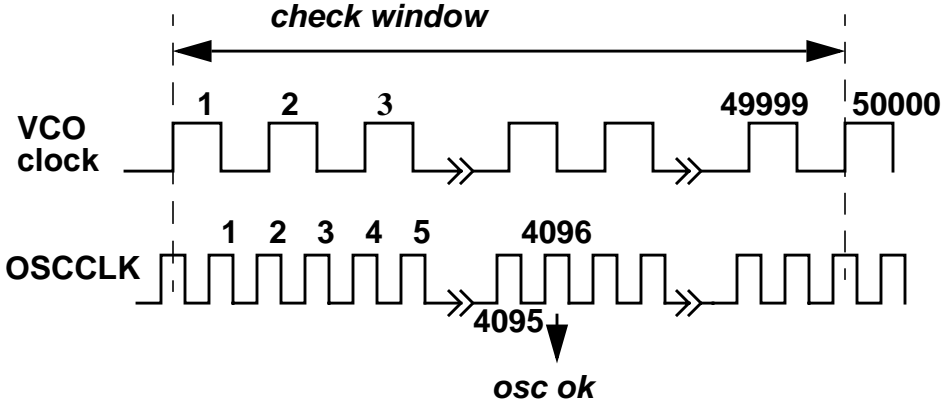 check window
1 2 3 49999 50000
VCO
clock
1 2 3 4 5 4096
OSCCLK
4095
osc ok